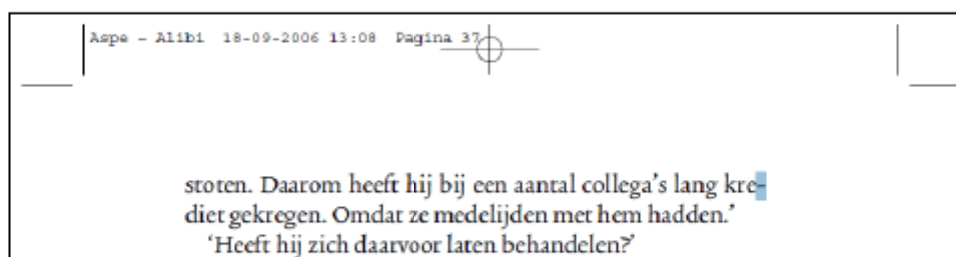 Aspe - Alibi 18-09-2006 13:08 Pagina 37
stoten. Daarom heeft hij bij een aantal collega's lang kre-
diet gekregen. Omdat ze medelijden met hem hadden.’
‘Heeft hij zich daarvoor laten behandelen?’